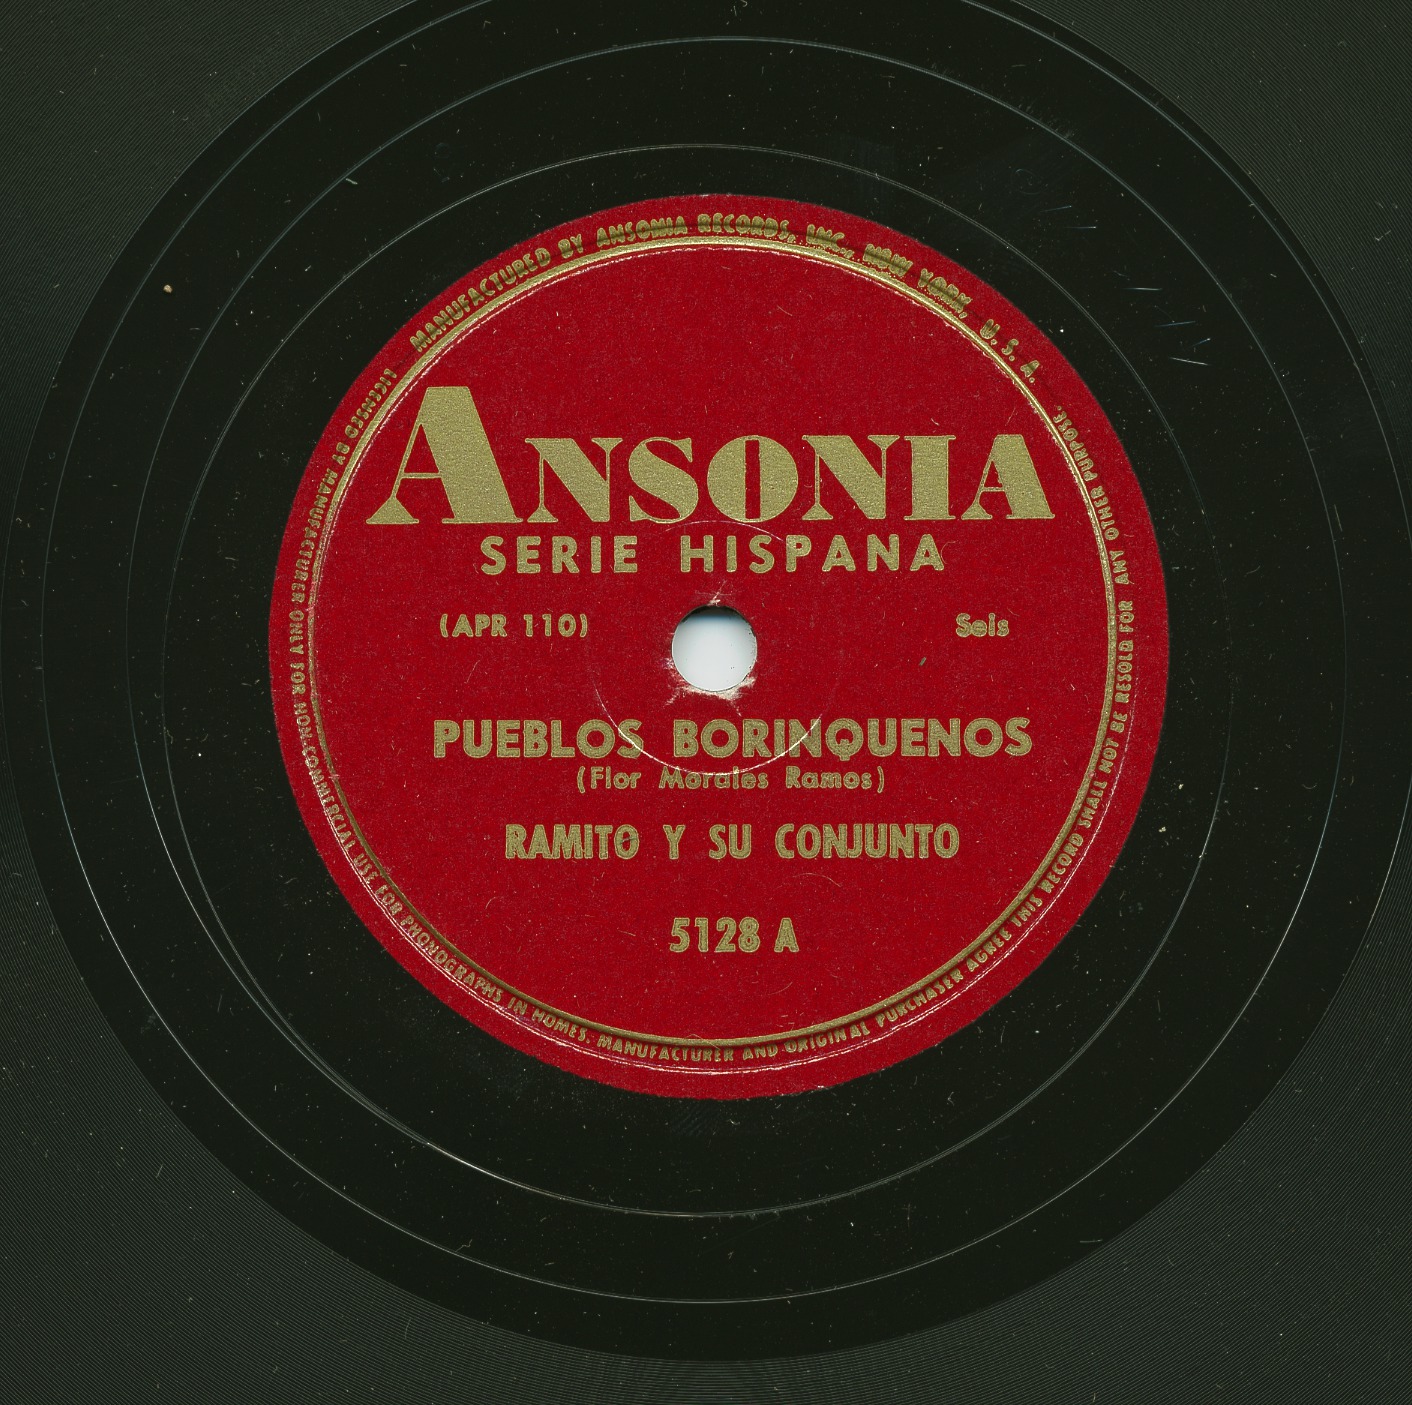 MANUFACTURED BY ANSONIA RECORDS, INC., NEW YORK, U. S. A.
ANSONIA
SERIE HISPANA
(APR 110)
Seis
PUEBLOS BORINQUENOS
(Flor Morales Ramos)
RAMITO Y SU CONJUNTO
5128 A
LICENSED BY MANUFACTURER ONLY FOR NON-COMMERCIAL USE FOR PHONOGRAPHS IN HOMES. MANUFACTURER AND ORIGINAL PURCHASER AGREE THIS RECORD SHALL NOT BE RESOLD FOR ANY OTHER PURPOSE.